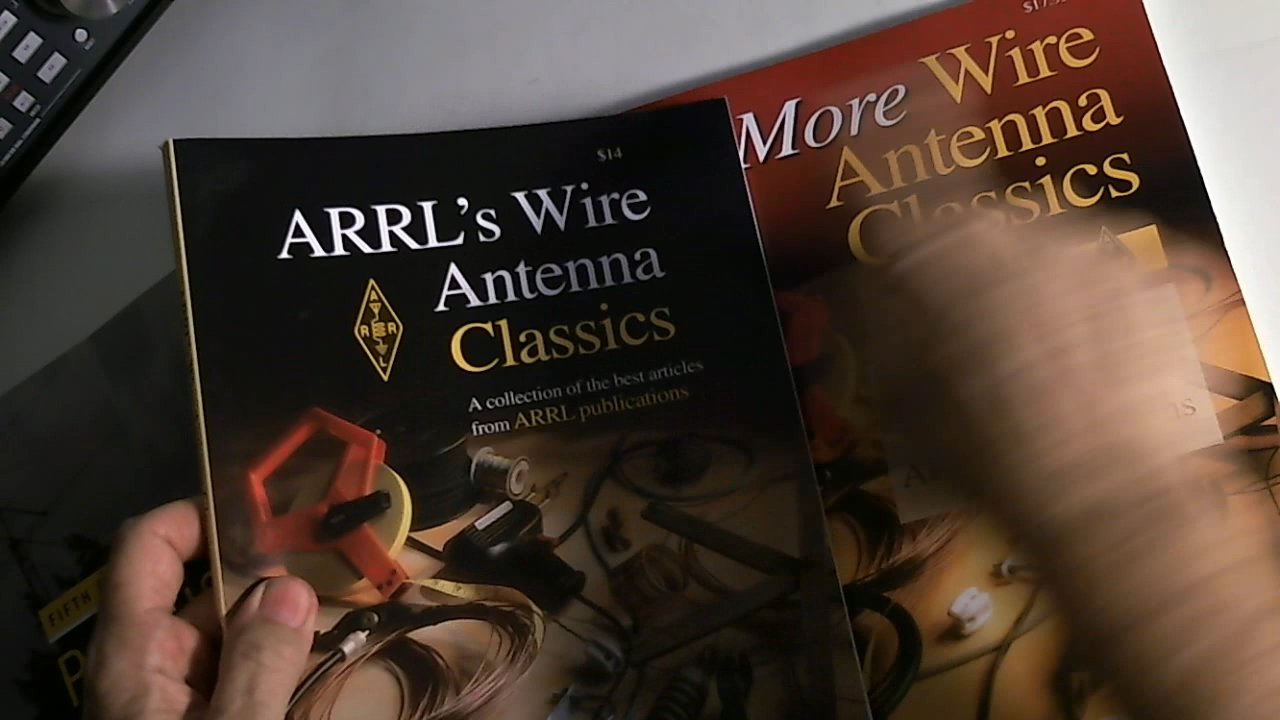 $14
ARRL's Wire
Antenna
Classics
A
R R
L
A collection of the best articles
from ARRL publications
More Wire
Antenna
Classics
FIFTH